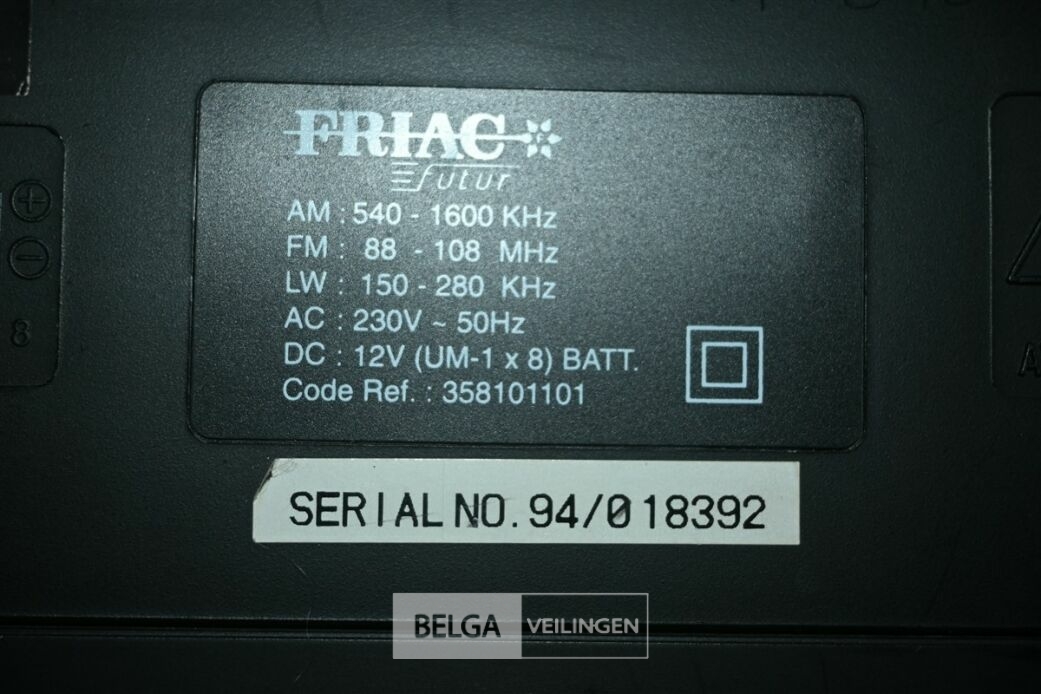 FRIAC
futur
AM : 540 - 1600 KHz
FM : 88 - 108 MHz
LW : 150 - 280 KHz
AC : 230V ~ 50Hz
DC : 12V (UM-1 x 8) BATT.
Code Ref. : 358101101
8
SERIAL NO. 94/018392
BELGA VEILINGEN